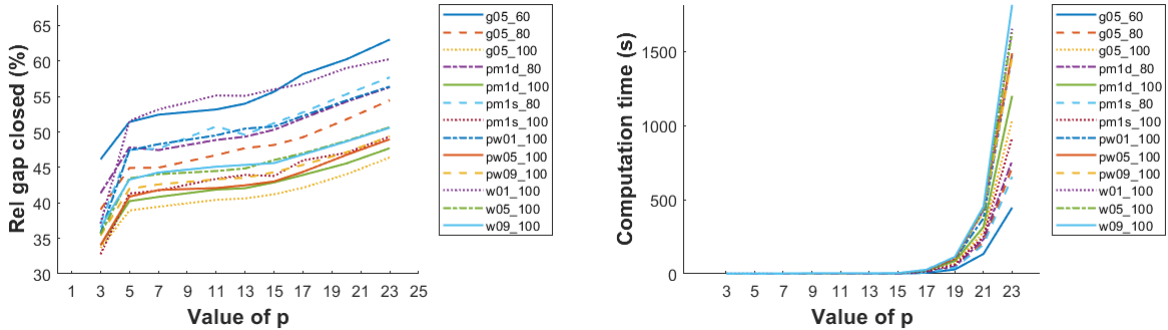 Rel gap closed (%)
65
60
55
50
45
40
35
30
1 3 5 7 9 11 13 15 17 19 21 23 25
Value of p
g05_60
g05_80
g05_100
pm1d_80
pm1d_100
pm1s_80
pm1s_100
pw01_100
pw05_100
pw09_100
w01_100
w05_100
w09_100
Computation time (s)
1500
1000
500
0
3 5 7 9 11 13 15 17 19 21 23
Value of p
g05_60
g05_80
g05_100
pm1d_80
pm1d_100
pm1s_80
pm1s_100
pw01_100
pw05_100
pw09_100
w01_100
w05_100
w09_100